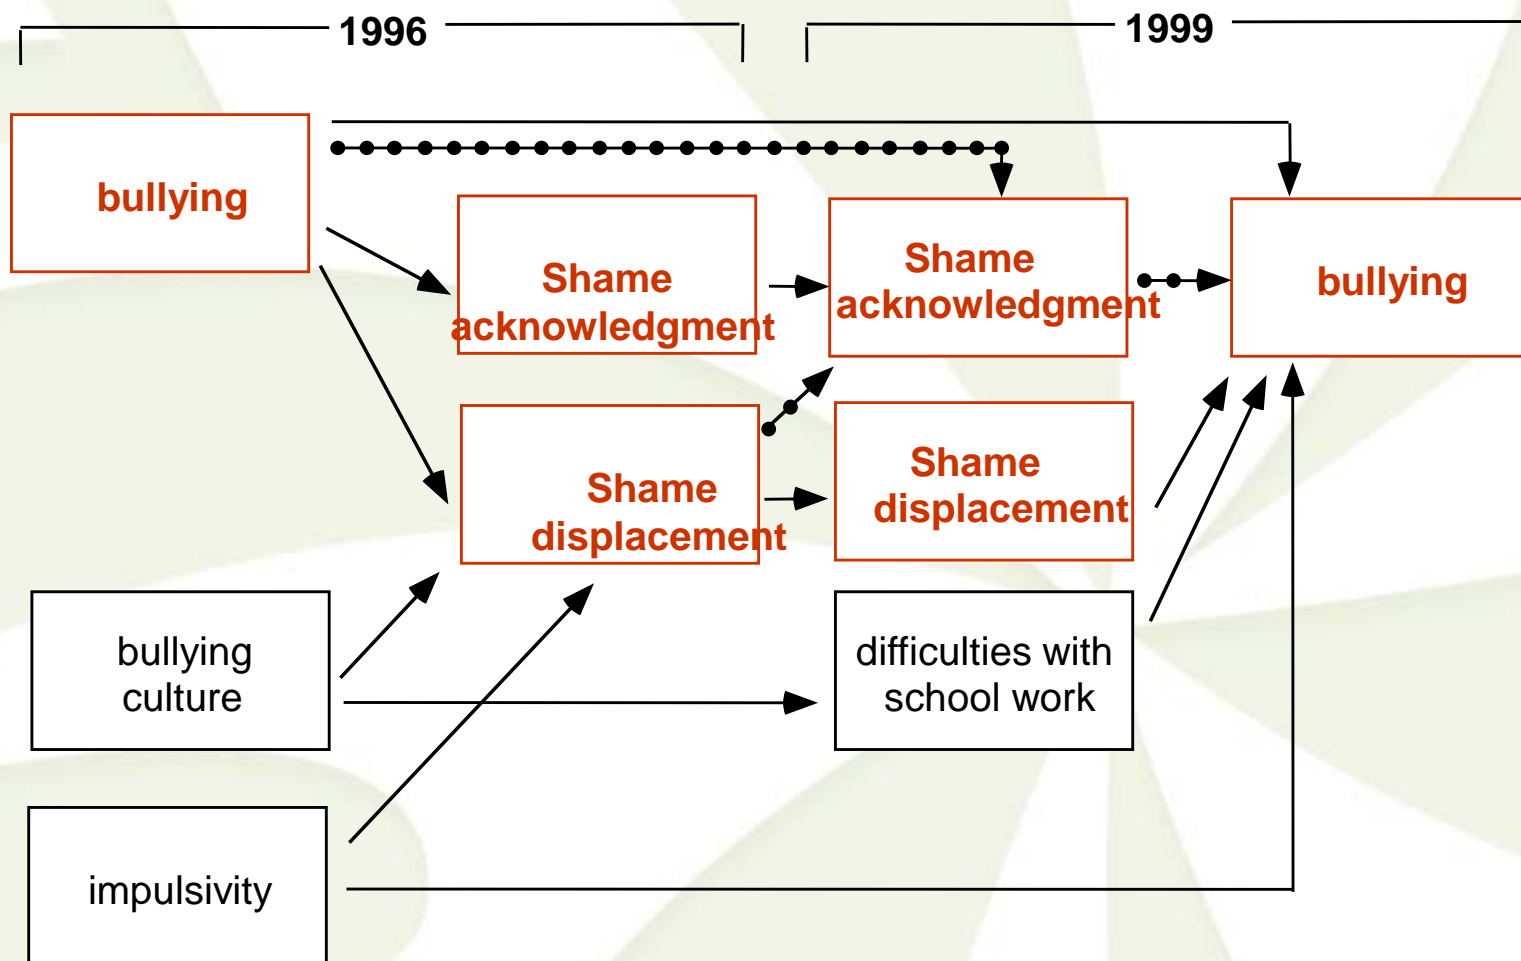 1996
1999
bullying
Shame
acknowledgment
Shame
acknowledgment
bullying
Shame
displacement
Shame
displacement
bullying
culture
difficulties with
school work
impulsivity